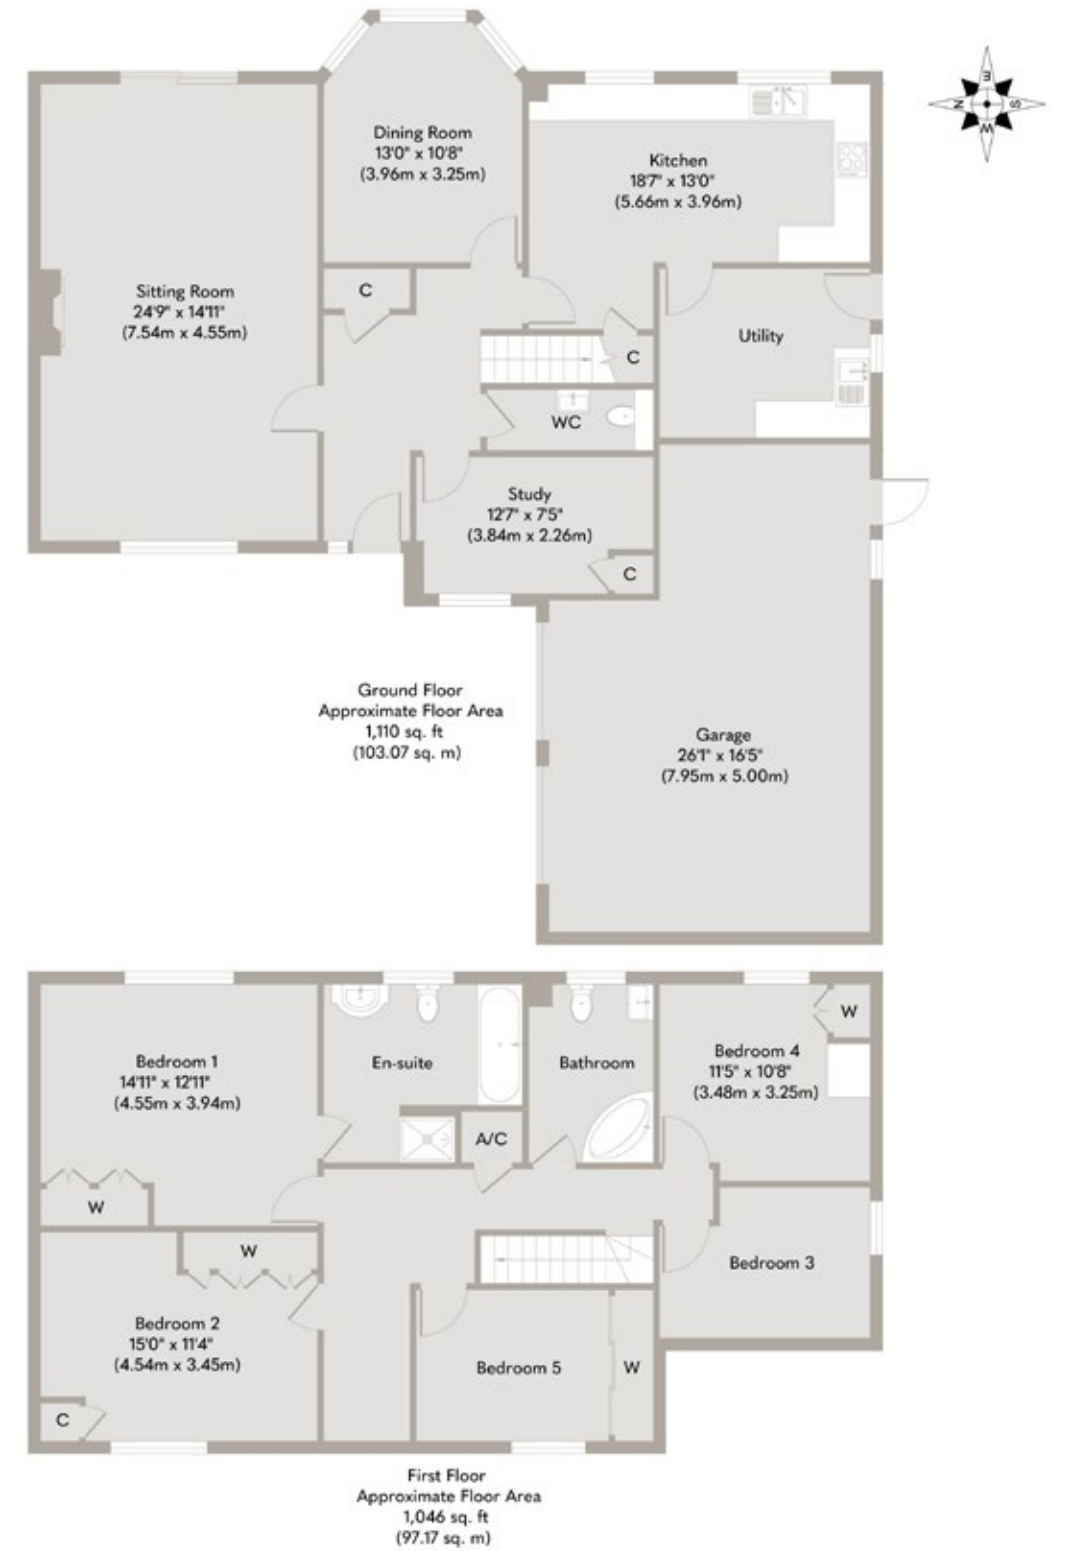 Dining Room
13'0" x 10'8"
(3.96m x 3.25m)
Kitchen
18'7" x 13'0"
(5.66m x 3.96m)
E
N
S
W
Sitting Room
24'9" x 14'11"
(7.54m x 4.55m)
C
Utility
C
WC
Study
12'7" x 7'5"
(3.84m x 2.26m)
C
Ground Floor
Approximate Floor Area
1,110 sq. ft
(103.07 sq. m)
Garage
26'1" x 16'5"
(7.95m x 5.00m)
Bedroom 1
14'11" x 12'11"
(4.55m x 3.94m)
En-suite
Bathroom
Bedroom 4
11'5" x 10'8"
(3.48m x 3.25m)
W
A/C
W
W
Bedroom 3
Bedroom 2
15'0" x 11'4"
(4.54m x 3.45m)
Bedroom 5
W
C
First Floor
Approximate Floor Area
1,046 sq. ft
(97.17 sq. m)